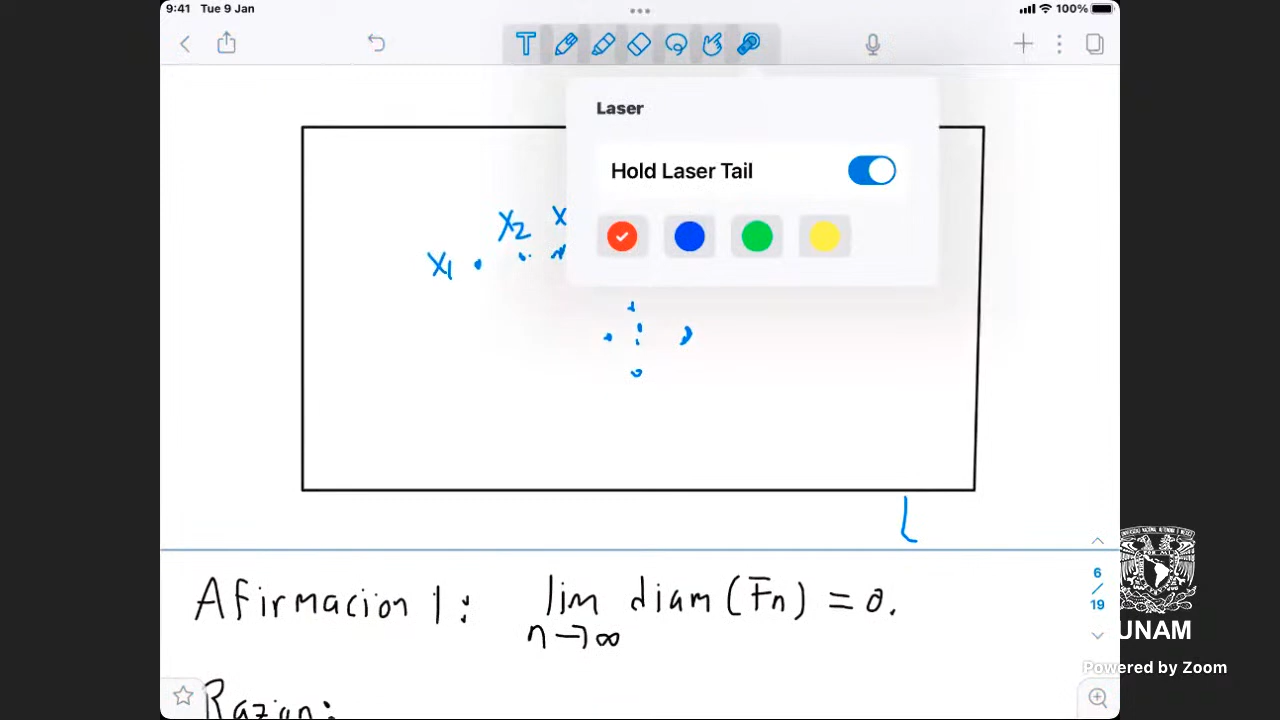 9:41 Tue 9 Jan 100%
T
Laser
Hold Laser Tail
X2 X
X1
L
6
/
19
Afirmacion 1: lim diam (Fn) = 0.
n→∞
Razon:
UNAM
Powered by Zoom